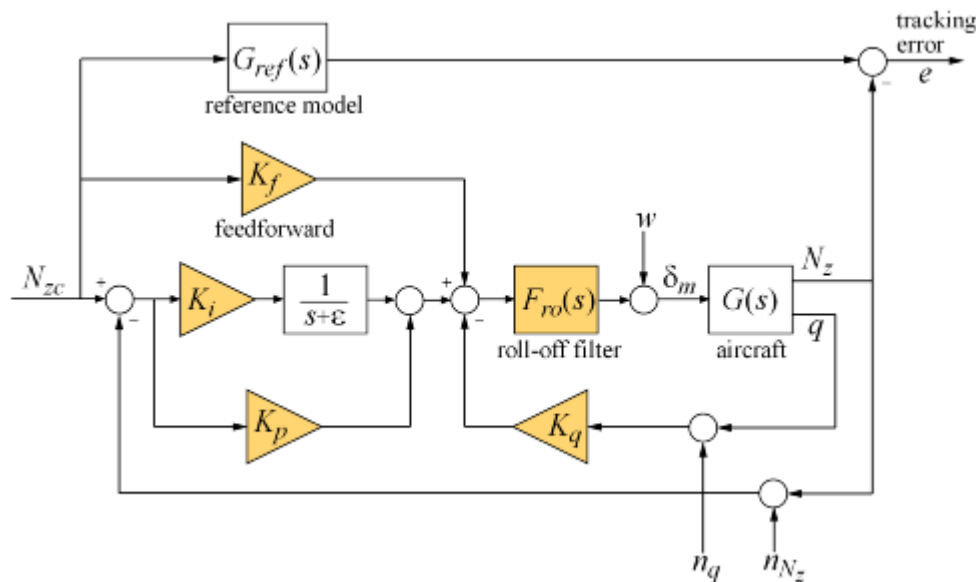 tracking
error
e
G_ref(s)
reference model
−
K_f
feedforward
w
N_zc
+
−
K_i
1
s+ε
+
−
F_ro(s)
roll-off filter
δ_m
G(s)
aircraft
N_z
q
K_p
K_q
n_q
n_N_z